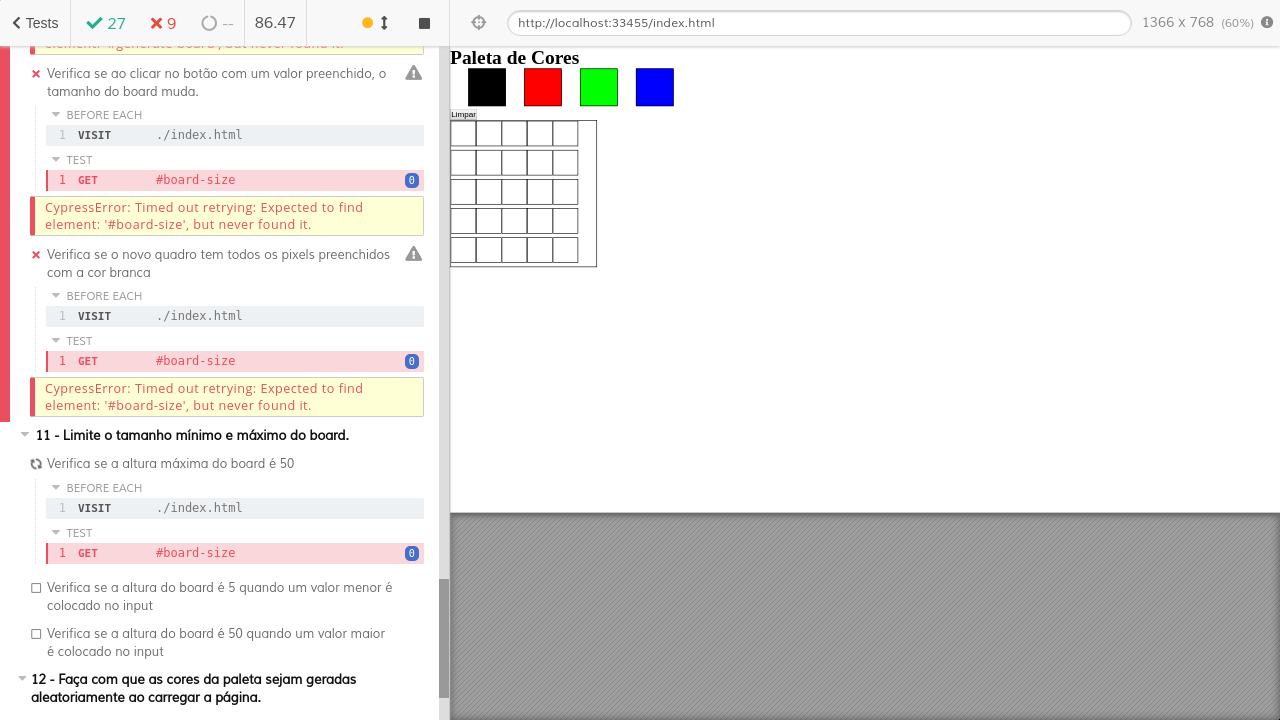 Tests 27 9 -- 86.47 http://localhost:33455/index.html 1366 x 768 (60%)
element: '#generate-board', but never found it.
Verifica se ao clicar no botão com um valor preenchido, o
tamanho do board muda.
BEFORE EACH
1 VISIT ./index.html
TEST
1 GET #board-size 0
CypressError: Timed out retrying: Expected to find
element: '#board-size', but never found it.
Verifica se o novo quadro tem todos os pixels preenchidos
com a cor branca
BEFORE EACH
1 VISIT ./index.html
TEST
1 GET #board-size 0
CypressError: Timed out retrying: Expected to find
element: '#board-size', but never found it.
11 - Limite o tamanho mínimo e máximo do board.
Verifica se a altura máxima do board é 50
BEFORE EACH
1 VISIT ./index.html
TEST
1 GET #board-size 0
Verifica se a altura do board é 5 quando um valor menor é
colocado no input
Verifica se a altura do board é 50 quando um valor maior
é colocado no input
12 - Faça com que as cores da paleta sejam geradas
aleatoriamente ao carregar a página.
Paleta de Cores
Limpar